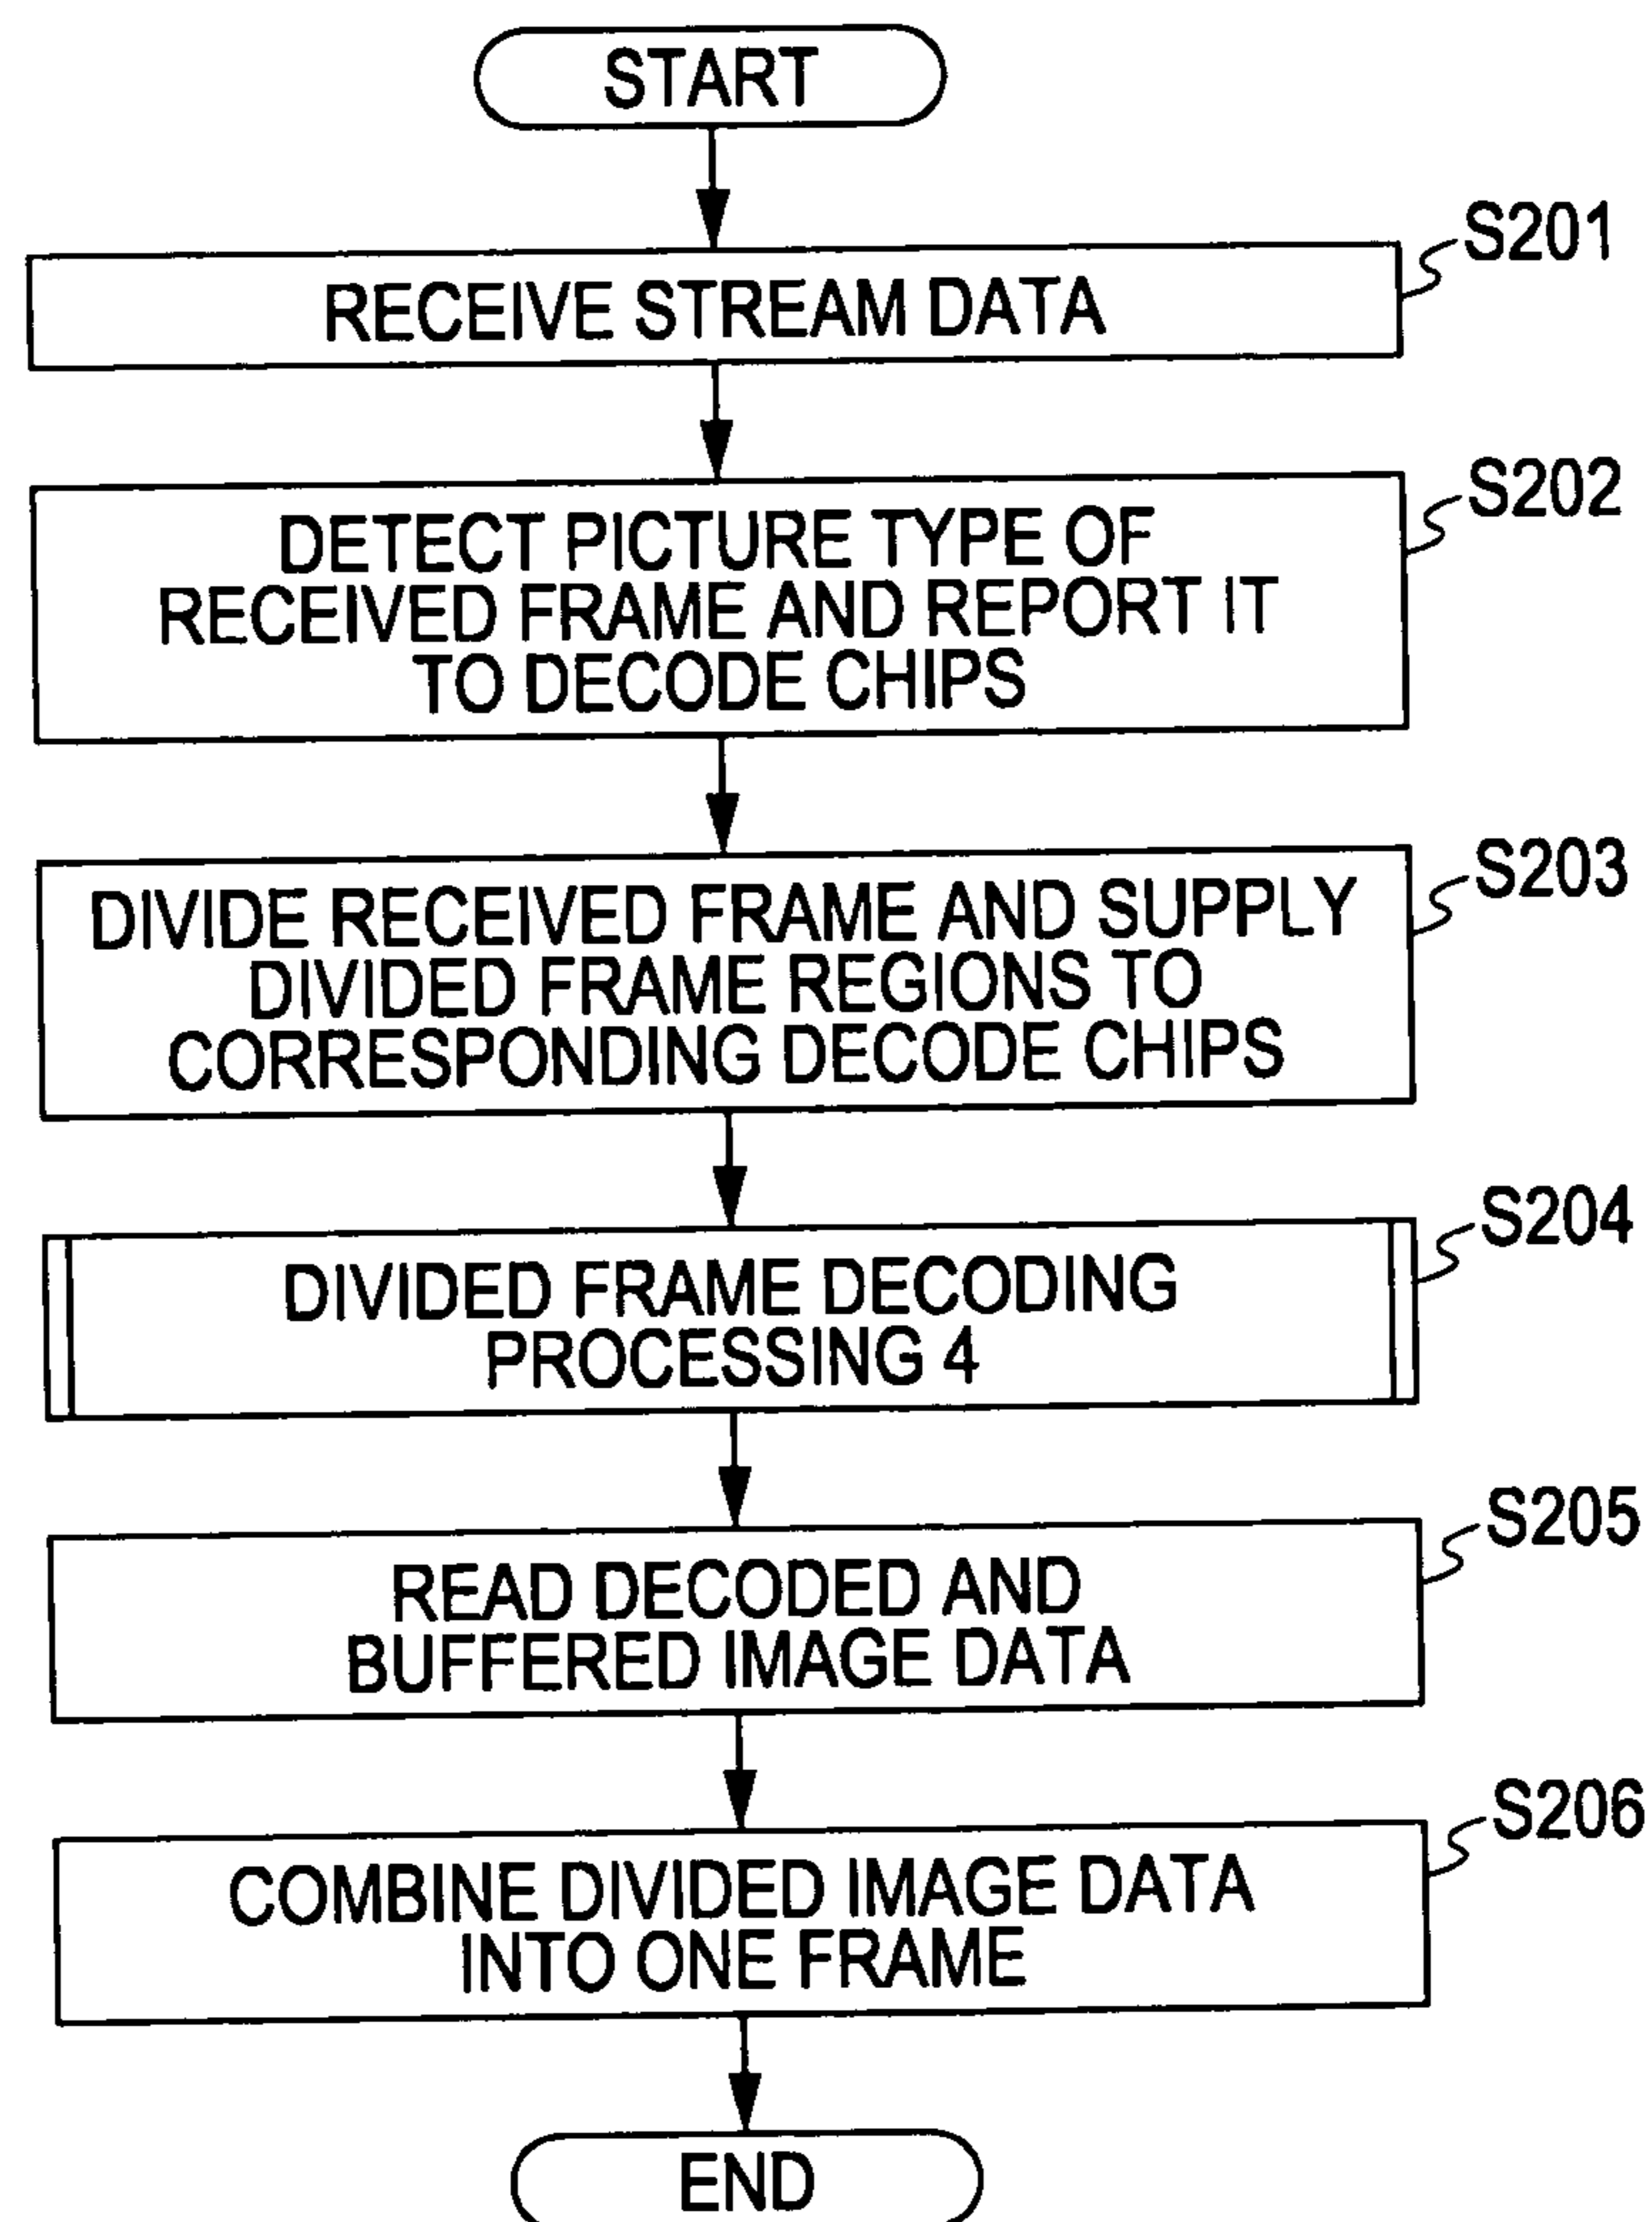 START
S201
RECEIVE STREAM DATA
S202
DETECT PICTURE TYPE OF
RECEIVED FRAME AND REPORT IT
TO DECODE CHIPS
S203
DIVIDE RECEIVED FRAME AND SUPPLY
DIVIDED FRAME REGIONS TO
CORRESPONDING DECODE CHIPS
S204
DIVIDED FRAME DECODING
PROCESSING 4
S205
READ DECODED AND
BUFFERED IMAGE DATA
S206
COMBINE DIVIDED IMAGE DATA
INTO ONE FRAME
END